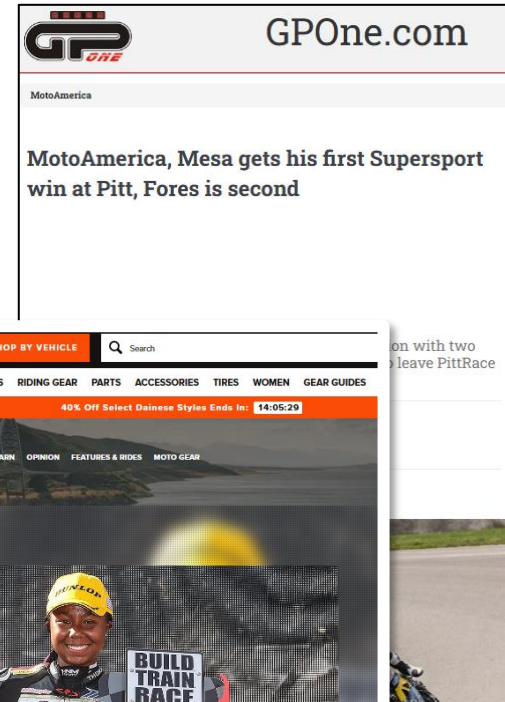 GP ONE
GPOne.com
MotoAmerica
MotoAmerica, Mesa gets his first Supersport
win at Pitt, Fores is second
on with two
leave PittRace
BY VEHICLE
Search
RIDING GEAR PARTS ACCESSORIES TIRES WOMEN GEAR GUIDES
40% Off Select Dainese Styles Ends In: 14:05:29
OPINION FEATURES & RIDES MOTO GEAR
DUNLOP
BUILD
TRAIN
RACE